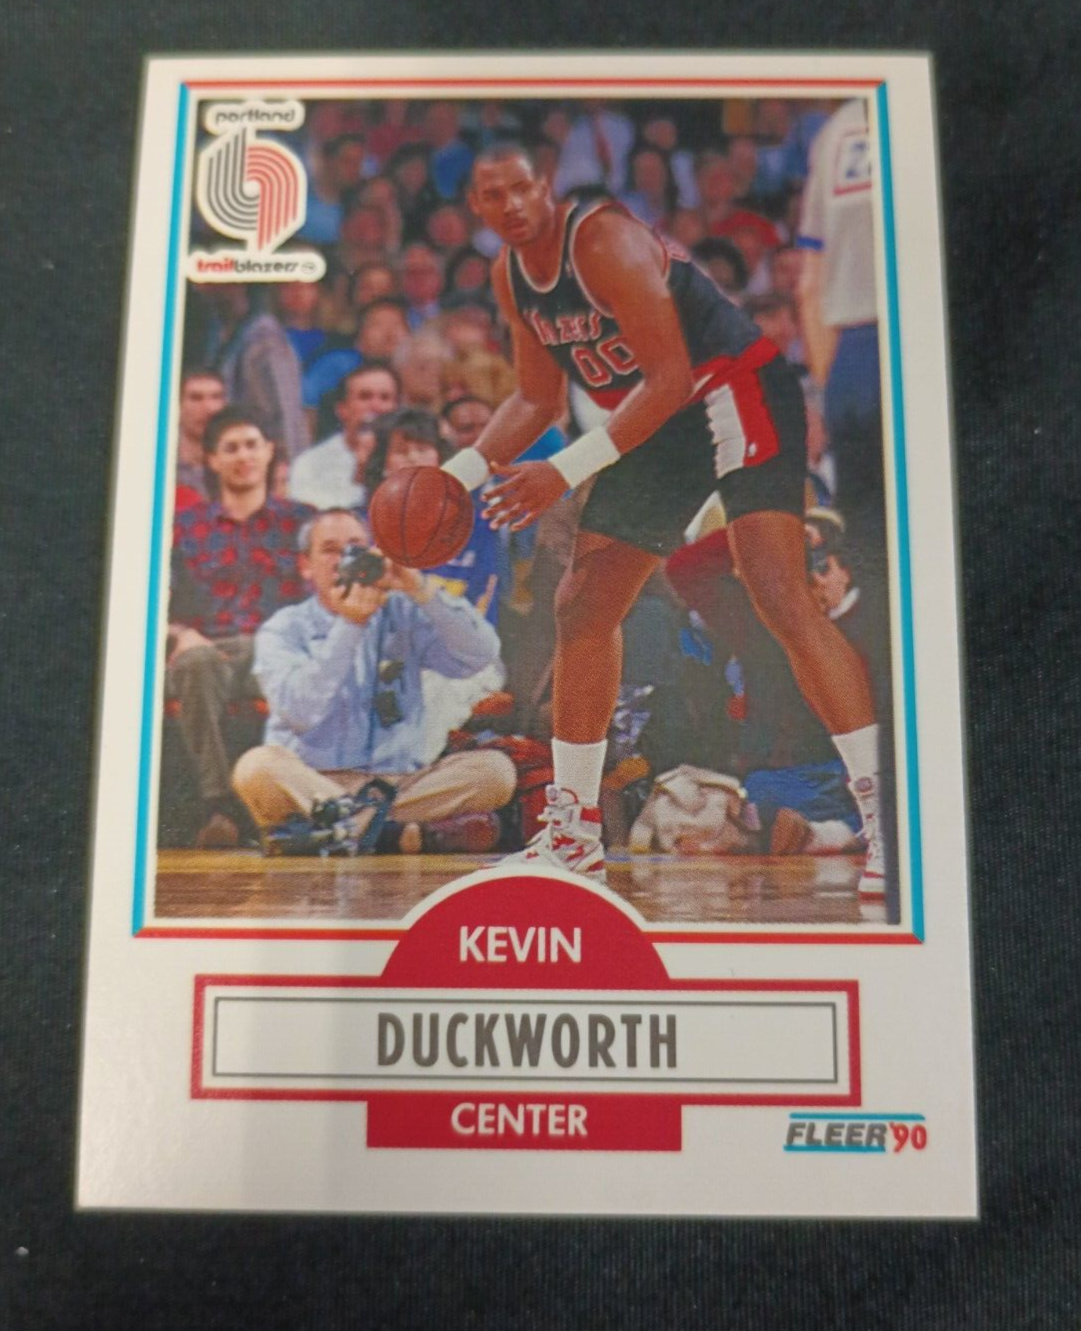 portland
trailblazers
Blazers
00
KEVIN
DUCKWORTH
CENTER
FLEER '90